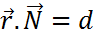 r⃗.N⃗ = d